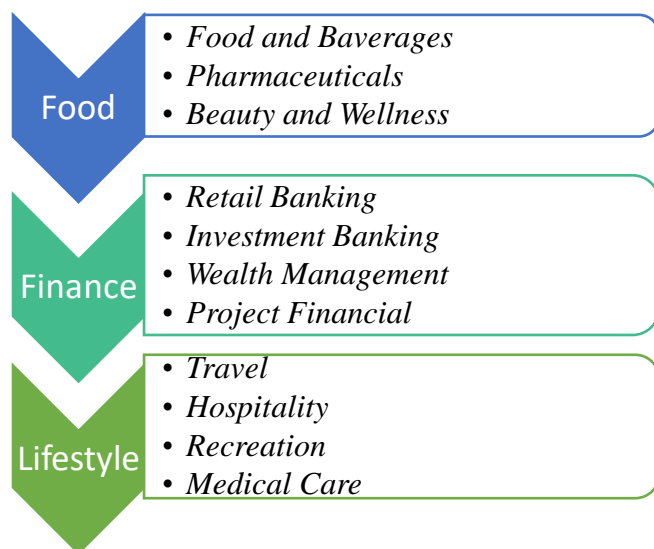 Food
• Food and Baverages
• Pharmaceuticals
• Beauty and Wellness
Finance
• Retail Banking
• Investment Banking
• Wealth Management
• Project Financial
Lifestyle
• Travel
• Hospitality
• Recreation
• Medical Care